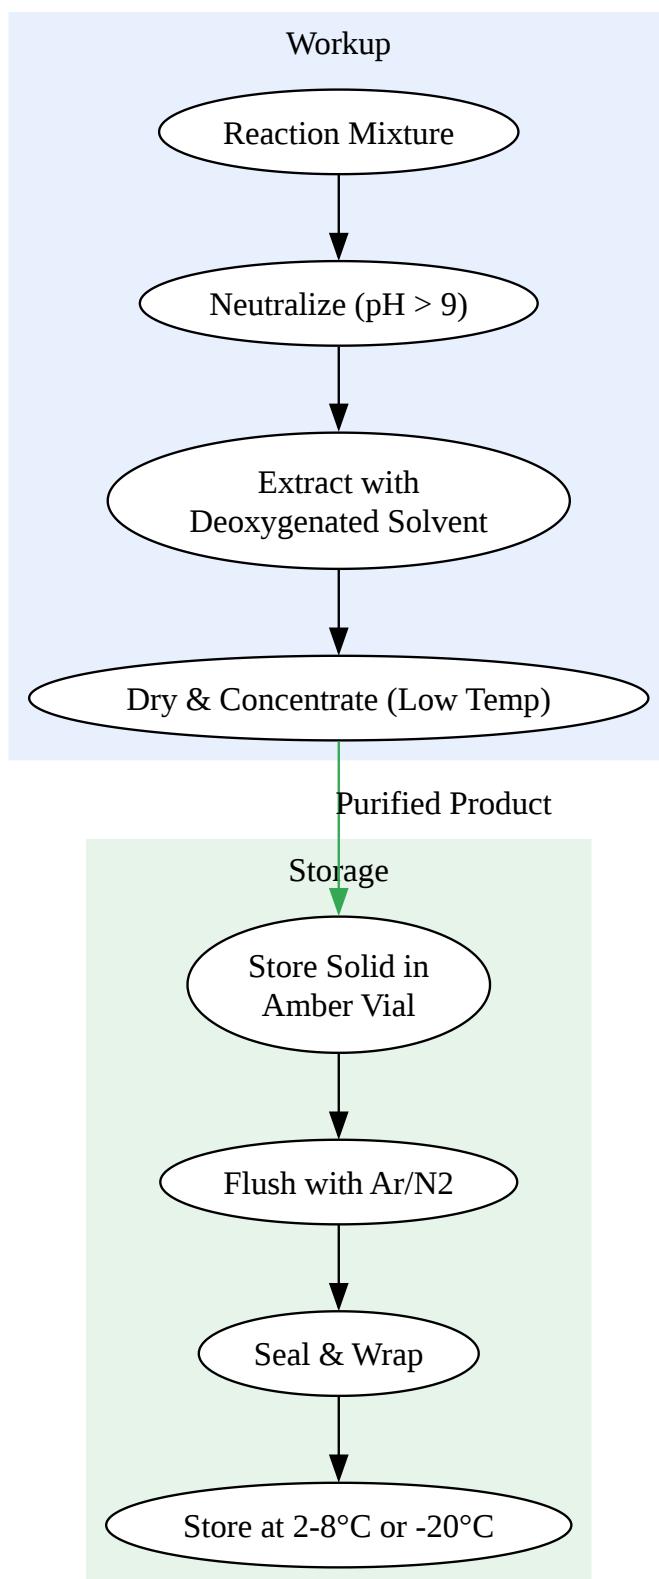 Workup
Reaction Mixture
Neutralize (pH > 9)
Extract with
Deoxygenated Solvent
Dry & Concentrate (Low Temp)
Purified Product
Storage
Store Solid in
Amber Vial
Flush with Ar/N2
Seal & Wrap
Store at 2-8°C or -20°C